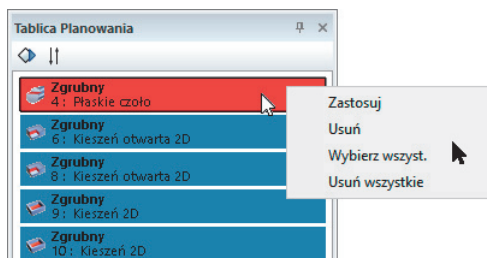 Tablica Planowania
Zgrubny
4: Płaskie czoło
Zgrubny
6: Kieszeń otwarta 2D
Zgrubny
8: Kieszeń otwarta 2D
Zgrubny
9: Kieszeń 2D
Zgrubny
10: Kieszeń 2D
Zastosuj
Usuń
Wybierz wszyst.
Usuń wszystkie